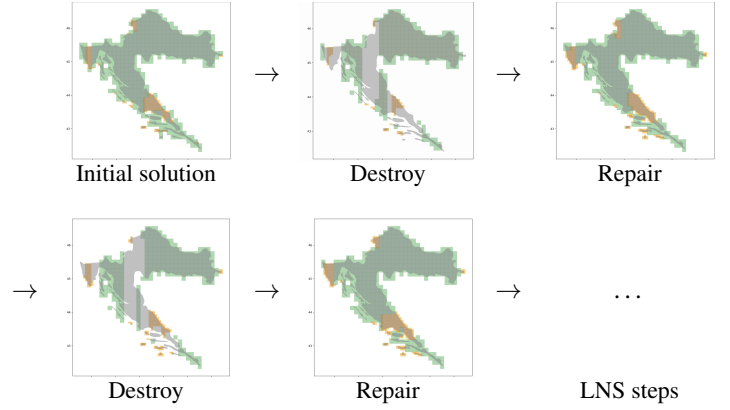 Initial solution
→ Destroy
→ Repair
→ Destroy
→ Repair
→ ...
LNS steps